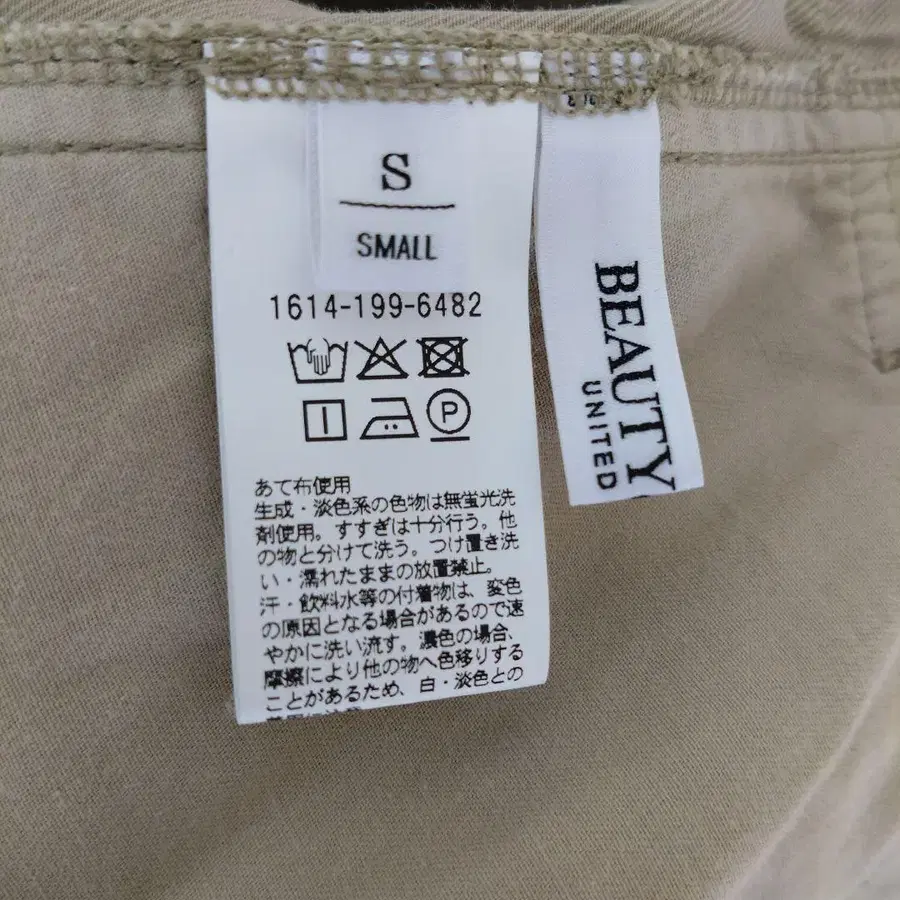 S
SMALL
1614-199-6482
P
あて布使用
生成・淡色系の色物は無蛍光洗
剤使用。すすぎは十分行う。他
の物と分けて洗う。つけ置き洗
い・濡れたままの放置禁止。
汗・飲料水等の付着物は、変色
の原因となる場合があるので速
やかに洗い流す。濃色の場合、
摩擦により他の物へ色移りする
ことがあるため、白・淡色との
BEAUTY
UNITED